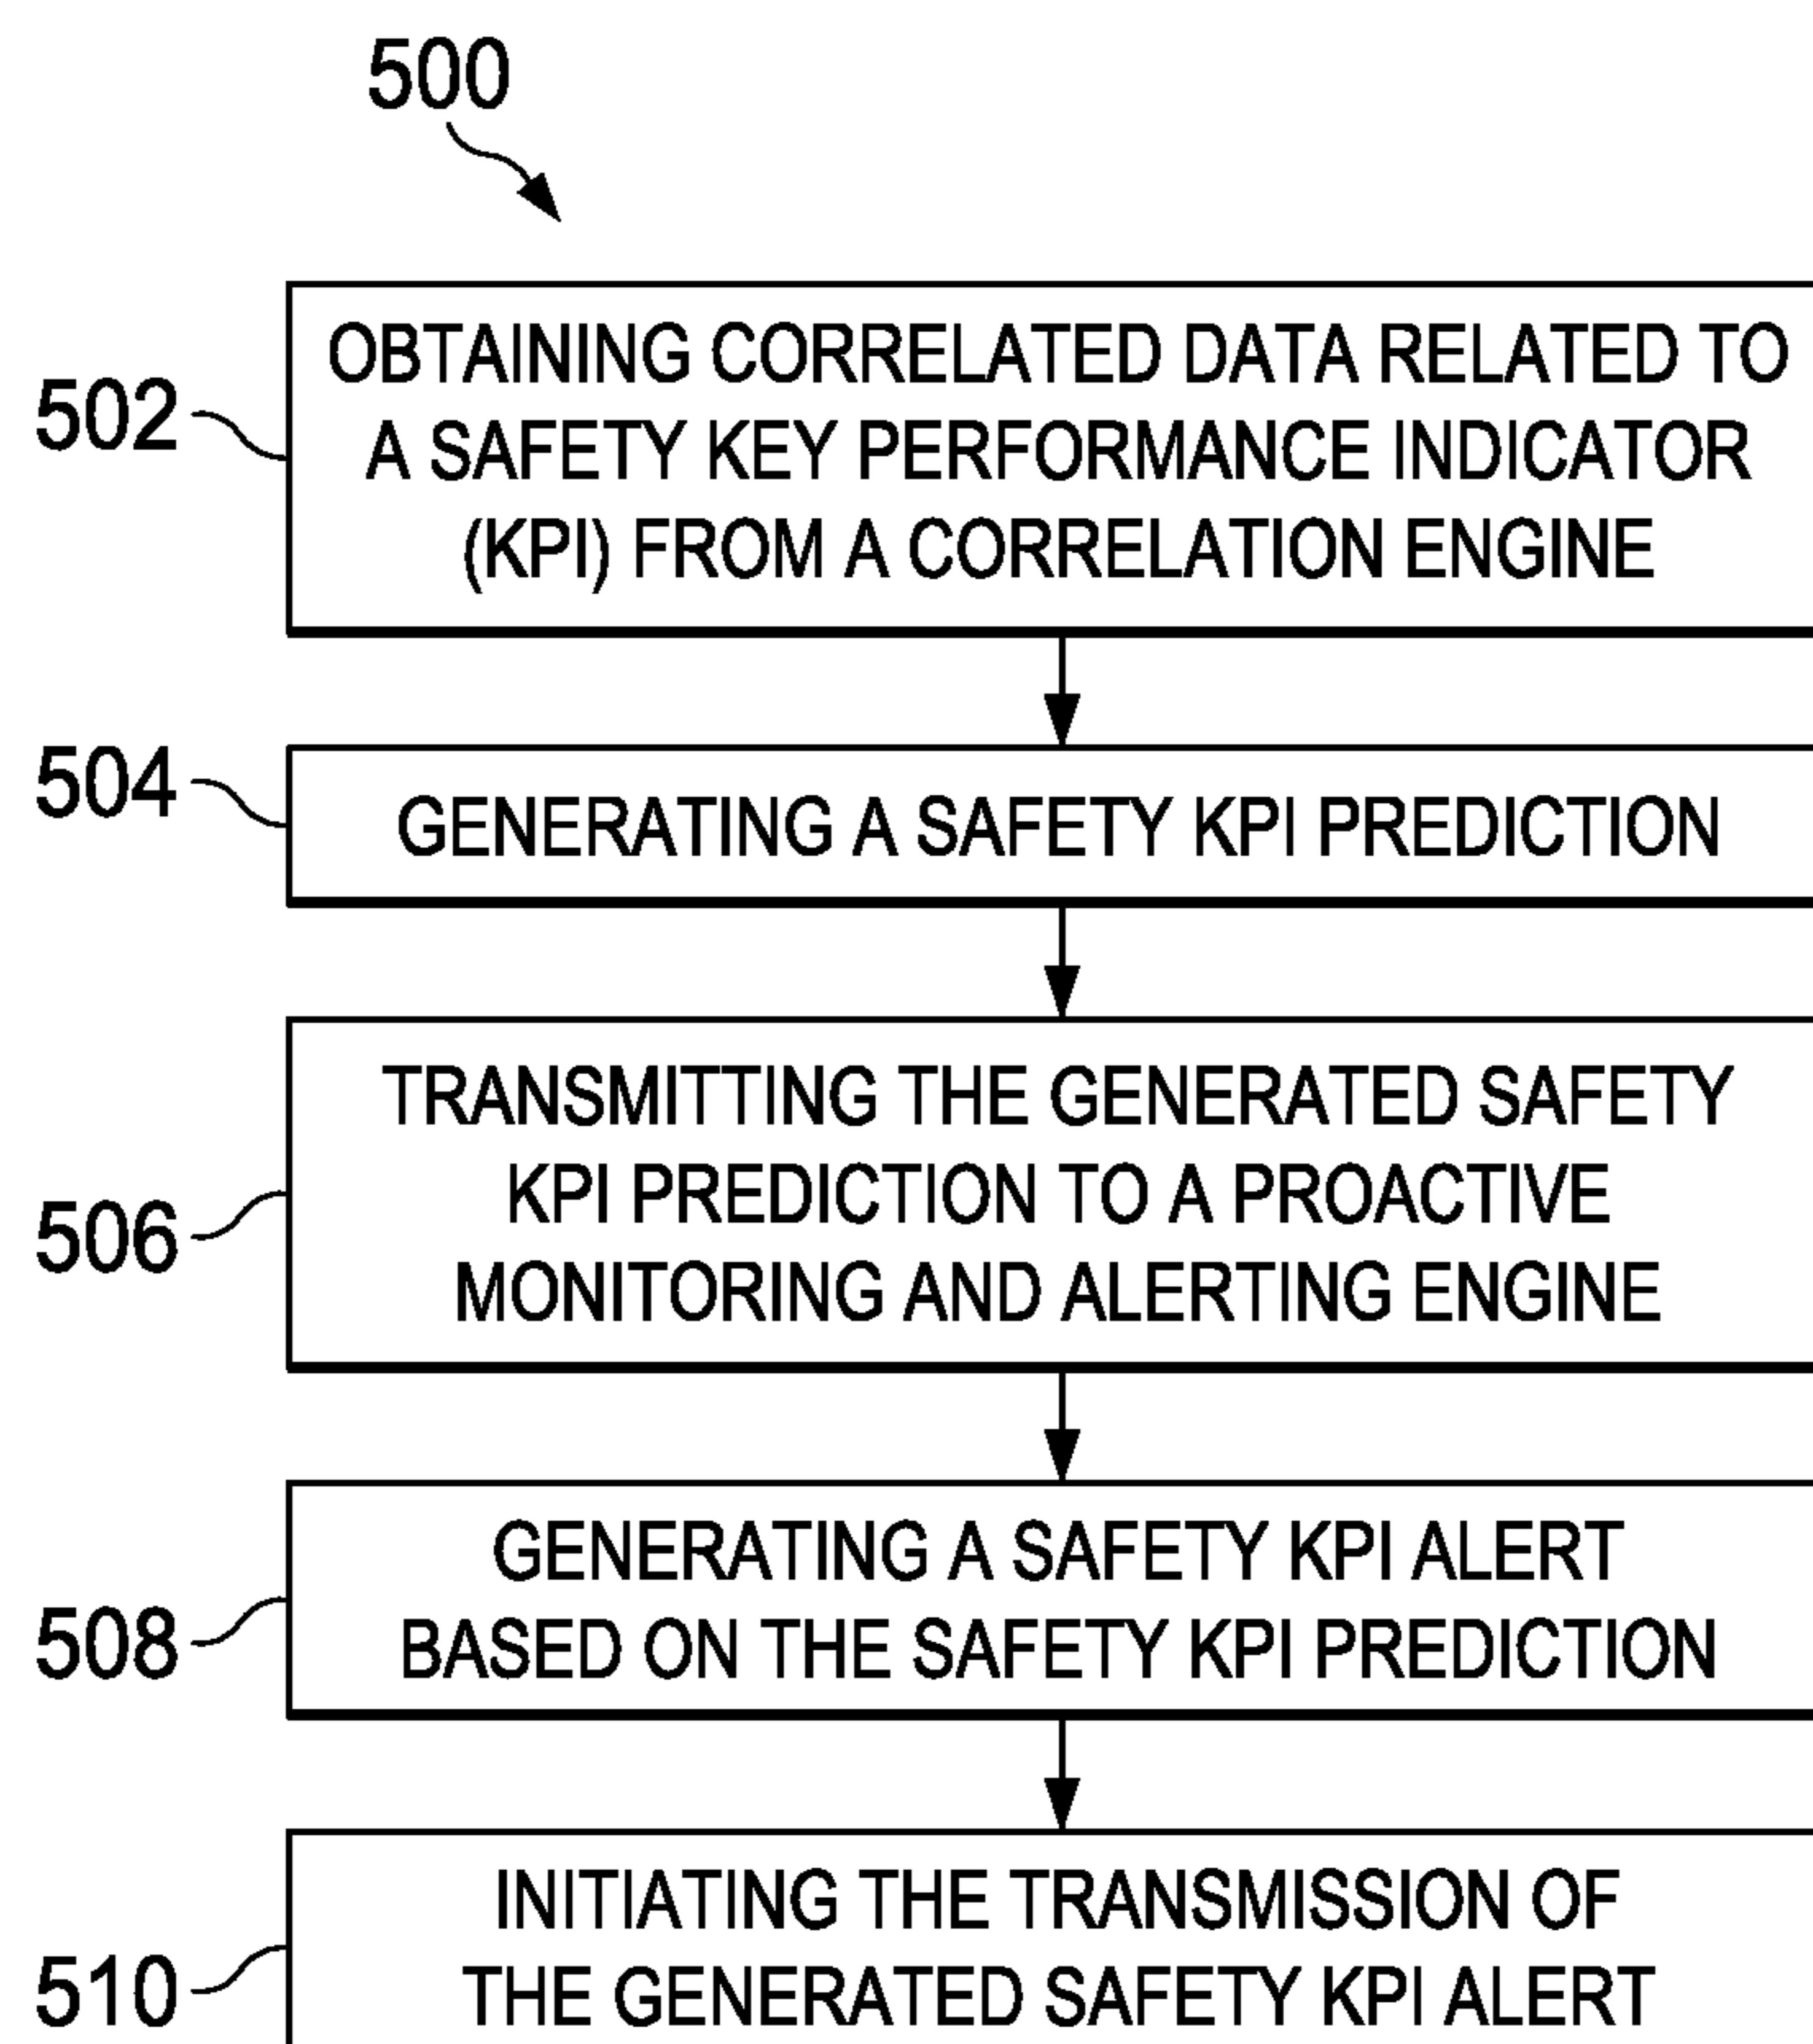 500
502
OBTAINING CORRELATED DATA RELATED TO
A SAFETY KEY PERFORMANCE INDICATOR
(KPI) FROM A CORRELATION ENGINE
504
GENERATING A SAFETY KPI PREDICTION
506
TRANSMITTING THE GENERATED SAFETY
KPI PREDICTION TO A PROACTIVE
MONITORING AND ALERTING ENGINE
508
GENERATING A SAFETY KPI ALERT
BASED ON THE SAFETY KPI PREDICTION
510
INITIATING THE TRANSMISSION OF
THE GENERATED SAFETY KPI ALERT